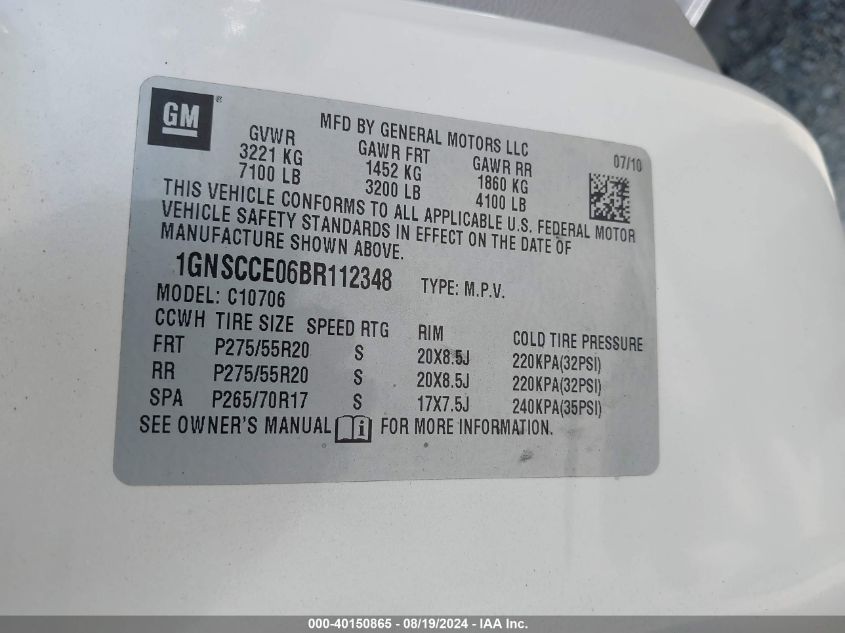 GM®
MFD BY GENERAL MOTORS LLC
07/10
GVWR GAWR FRT GAWR RR
3221 KG 1452 KG 1860 KG
7100 LB 3200 LB 4100 LB
THIS VEHICLE CONFORMS TO ALL APPLICABLE U.S. FEDERAL MOTOR
VEHICLE SAFETY STANDARDS IN EFFECT ON THE DATE OF
MANUFACTURE SHOWN ABOVE.
1GNSCCE06BR112348 TYPE: M.P.V.
MODEL: C10706
CCWH TIRE SIZE SPEED RTG RIM COLD TIRE PRESSURE
FRT P275/55R20 S 20X8.5J 220KPA(32PSI)
RR P275/55R20 S 20X8.5J 220KPA(32PSI)
SPA P265/70R17 S 17X7.5J 240KPA(35PSI)
SEE OWNER'S MANUAL i FOR MORE INFORMATION.
000-40150865 - 08/19/2024 - IAA Inc.